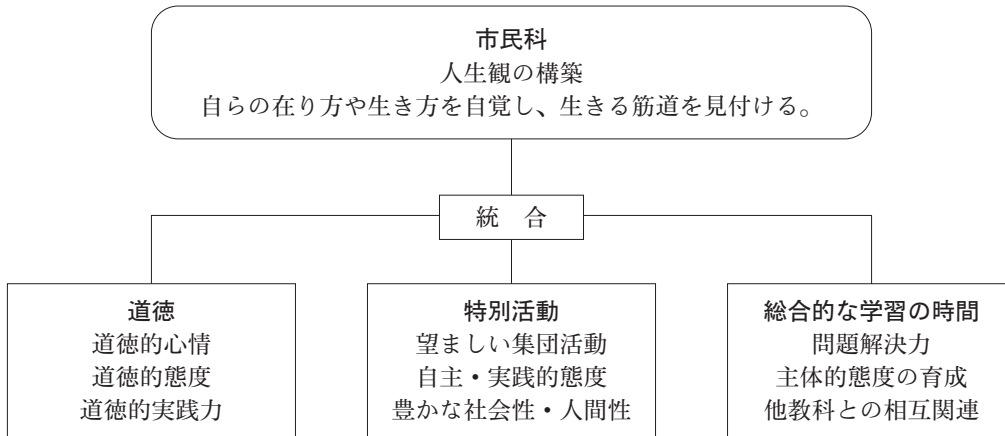 市民科
人生観の構築
自らの在り方や生き方を自覚し、生きる筋道を見付ける。
統　合
道徳
道徳的心情
道徳的態度
道徳的実践力
特別活動
望ましい集団活動
自主・実践的態度
豊かな社会性・人間性
総合的な学習の時間
問題解決力
主体的態度の育成
他教科との相互関連